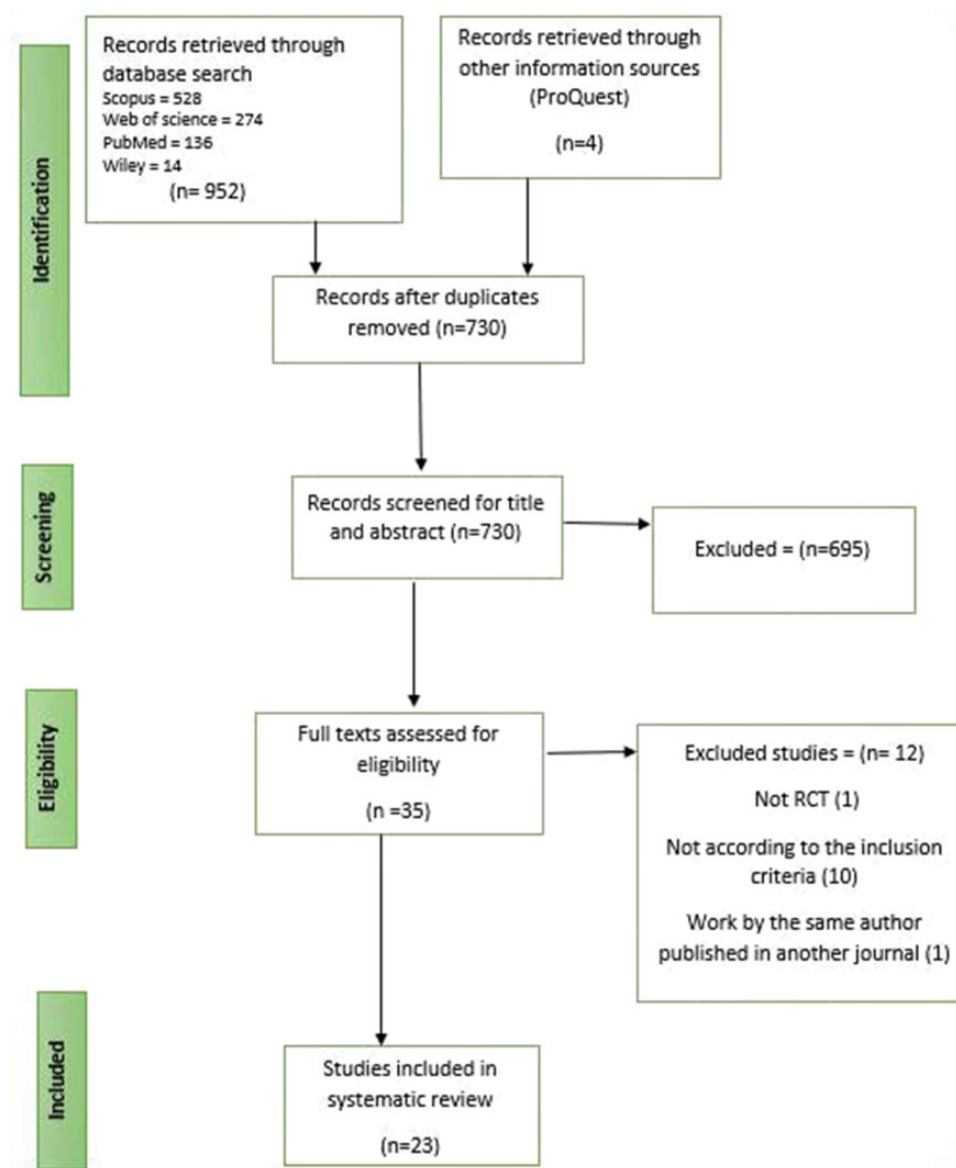 Identification
Records retrieved through
database search
Scopus = 528
Web of science = 274
PubMed = 136
Wiley = 14
(n= 952)
Records retrieved through
other information sources
(ProQuest)
(n=4)
Records after duplicates
removed (n=730)
Screening
Records screened for title
and abstract (n=730)
Excluded = (n=695)
Eligibility
Full texts assessed for
eligibility
(n =35)
Excluded studies = (n= 12)
Not RCT (1)
Not according to the inclusion
criteria (10)
Work by the same author
published in another journal (1)
Included
Studies included in
systematic review
(n=23)